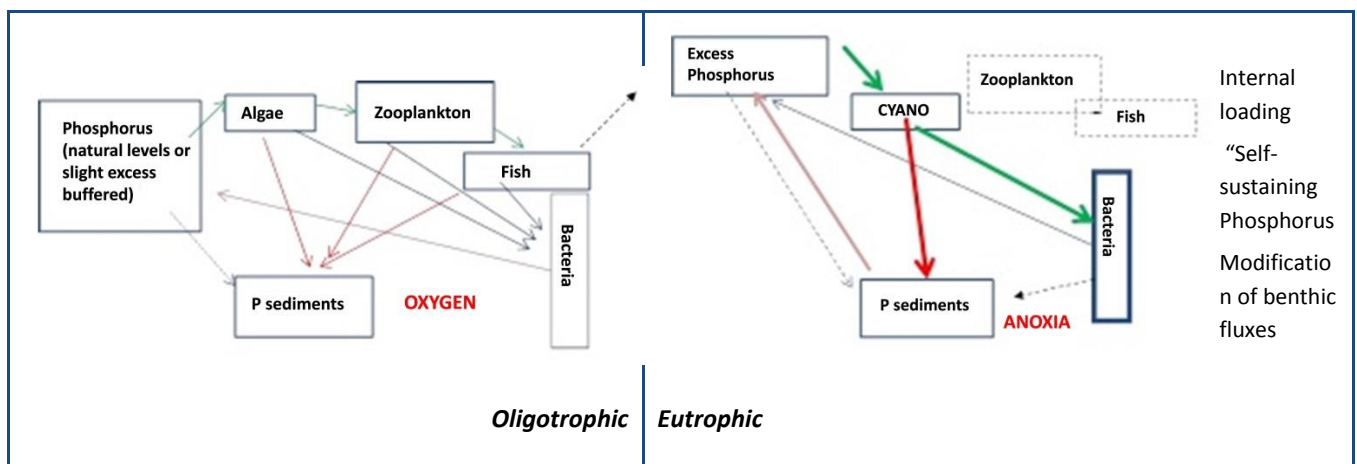 Phosphorus
(natural levels or
slight excess
buffered)
Algae
Zooplankton
Fish
Bacteria
P sediments
OXYGEN
Oligotrophic
Excess
Phosphorus
CYANO
Zooplankton
Fish
Bacteria
P sediments
ANOXIA
Internal
loading
“Self-
sustaining
Phosphorus
Modificatio
n of benthic
fluxes
Eutrophic